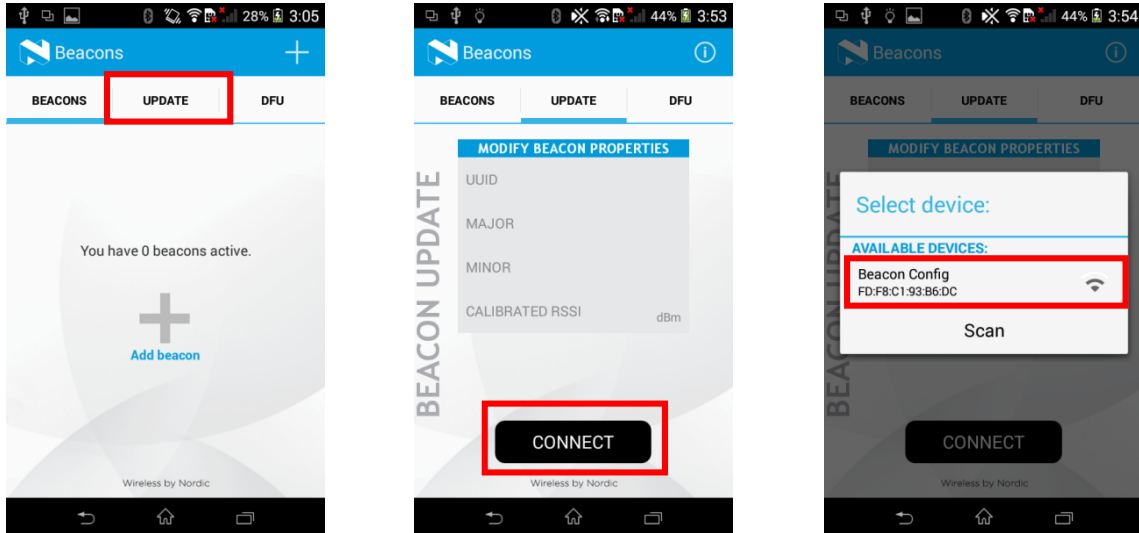 28% 3:05
Beacons
BEACONS UPDATE DFU
You have 0 beacons active.
Add beacon
Wireless by Nordic
44% 3:53
Beacons
BEACONS UPDATE DFU
MODIFY BEACON PROPERTIES
BEACON UPDATE
UUID
MAJOR
MINOR
CALIBRATED RSSI dBm
CONNECT
Wireless by Nordic
44% 3:54
Beacons
BEACONS UPDATE DFU
MODIFY BEACON PROPERTIES
BEACON UPDATE
Select device:
AVAILABLE DEVICES:
Beacon Config
FD:F8:C1:93:B6:DC
Scan
CONNECT
Wireless by Nordic